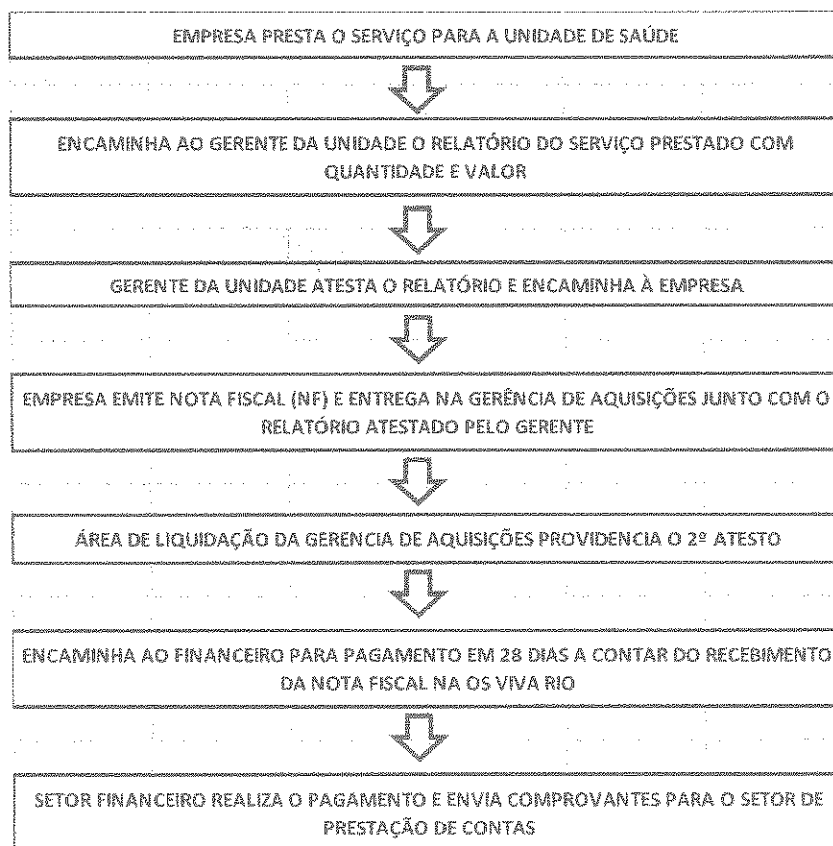 EMPRESA PRESTA O SERVIÇO PARA A UNIDADE DE SAÚDE
ENCAMINHA AO GERENTE DA UNIDADE O RELATÓRIO DO SERVIÇO PRESTADO COM
QUANTIDADE E VALOR
GERENTE DA UNIDADE ATESTA O RELATÓRIO E ENCAMINHA À EMPRESA
EMPRESA EMITE NOTA FISCAL (NF) E ENTREGA NA GERÊNCIA DE AQUISIÇÕES JUNTO COM O
RELATÓRIO ATESTADO PELO GERENTE
ÁREA DE LIQUIDAÇÃO DA GERENCIA DE AQUISIÇÕES PROVIDENCIA O 2º ATESTO
ENCAMINHA AO FINANCEIRO PARA PAGAMENTO EM 28 DIAS A CONTAR DO RECEBIMENTO
DA NOTA FISCAL NA OS VIVA RIO
SETOR FINANCEIRO REALIZA O PAGAMENTO E ENVIA COMPROVANTES PARA O SETOR DE
PRESTAÇÃO DE CONTAS